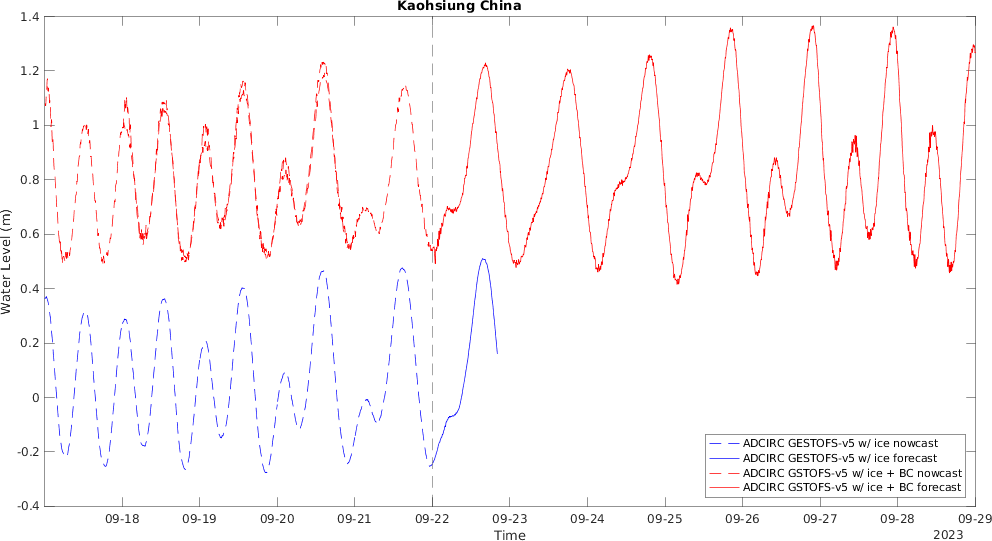 Kaohsiung China
Water Level (m)
1.4
1.2
1
0.8
0.6
0.4
0.2
0
-0.2
-0.4
ADCIRC GESTOFS-v5 w/ ice nowcast
ADCIRC GESTOFS-v5 w/ ice forecast
ADCIRC GSTOFS-v5 w/ ice + BC nowcast
ADCIRC GSTOFS-v5 w/ ice + BC forecast
09-18 09-19 09-20 09-21 09-22 09-23 09-24 09-25 09-26 09-27 09-28 09-29
Time
2023